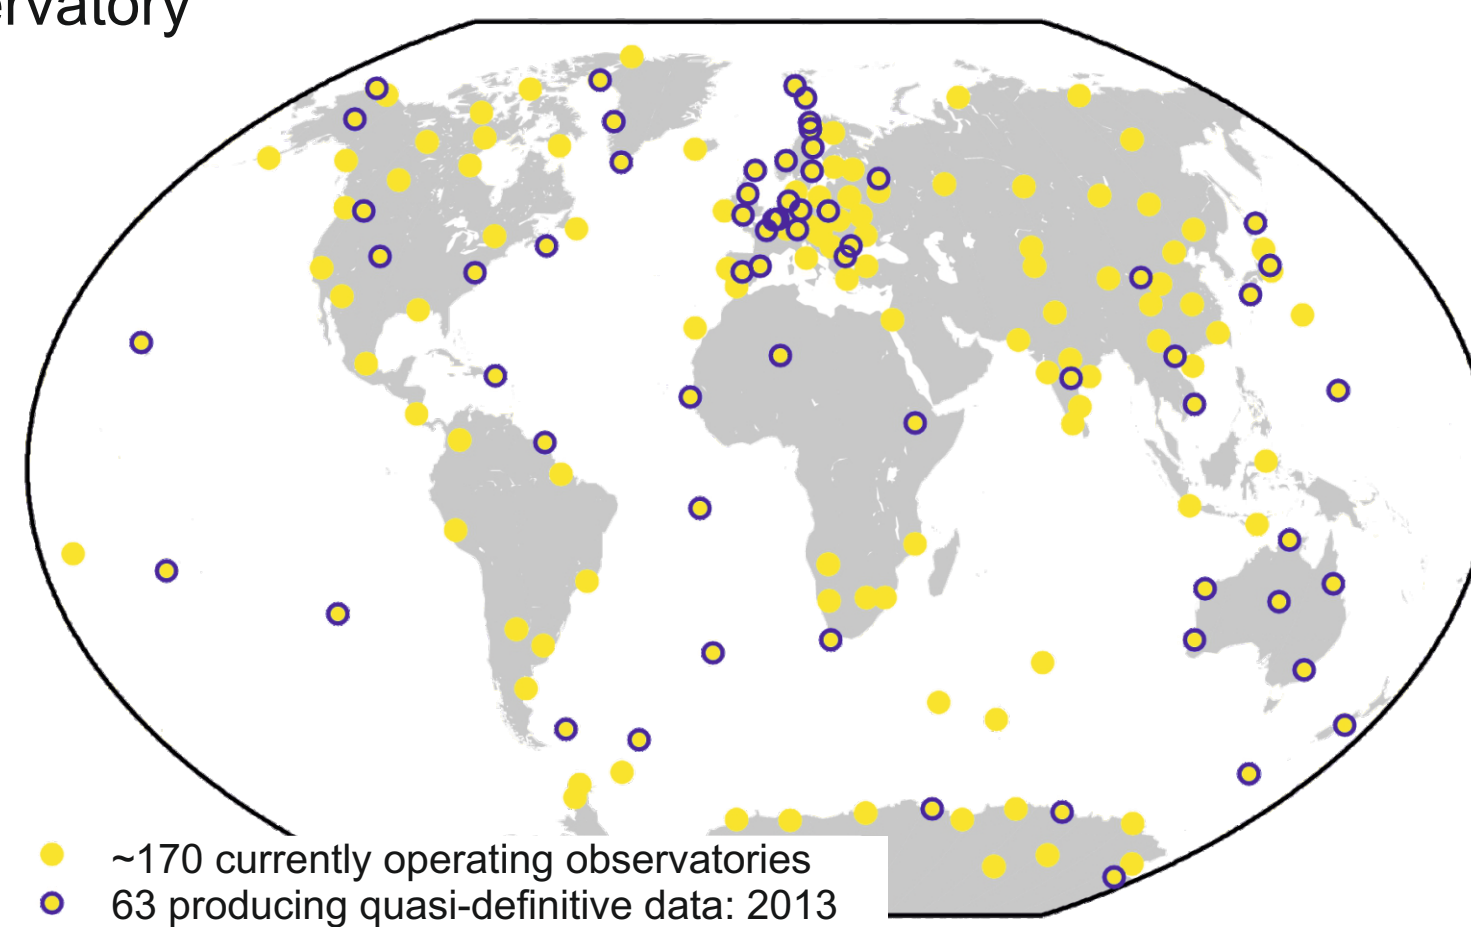 ~170 currently operating observatories
63 producing quasi-definitive data: 2013